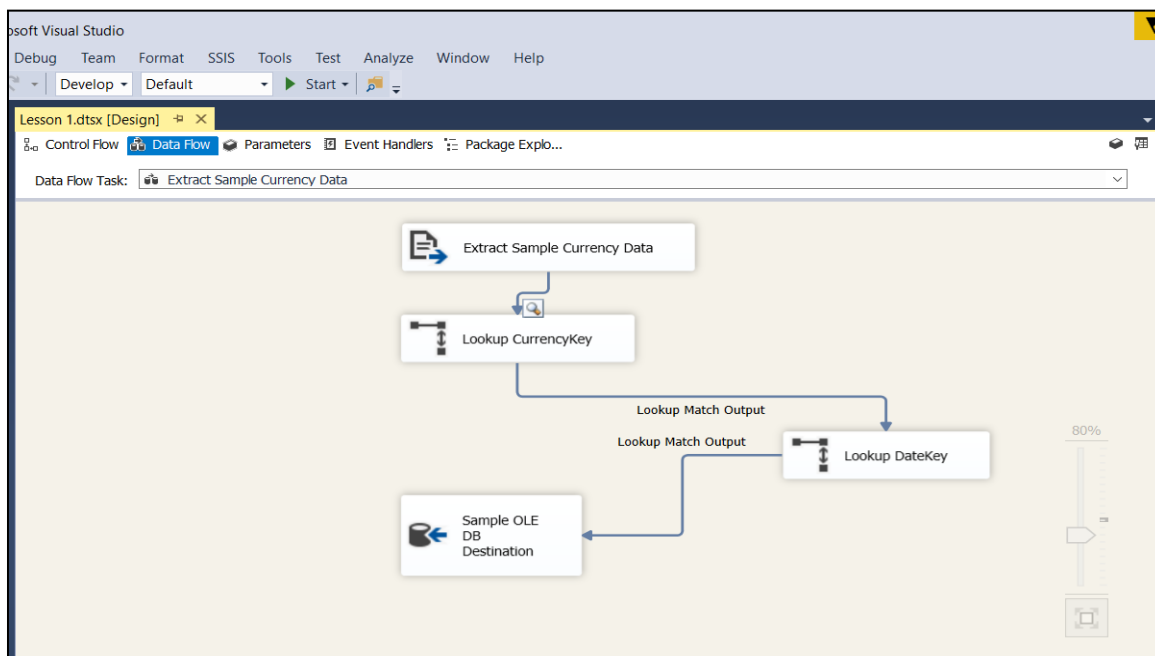 osoft Visual Studio
Debug Team Format SSIS Tools Test Analyze Window Help
Develop Default Start
Lesson 1.dtsx [Design]
Control Flow Data Flow Parameters Event Handlers Package Explo...
Data Flow Task: Extract Sample Currency Data
Extract Sample Currency Data
Lookup CurrencyKey
Lookup Match Output
Lookup Match Output
Lookup DateKey
80%
Sample OLE
DB
Destination